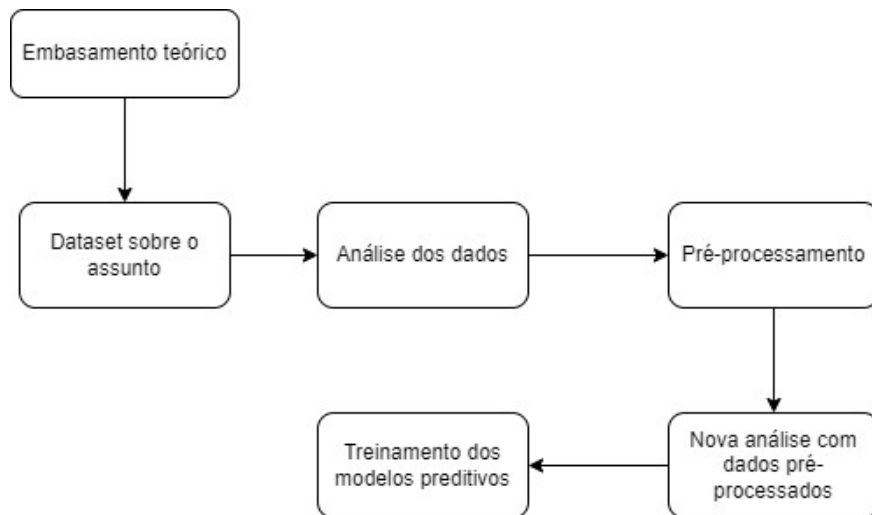 Embasamento teórico
Dataset sobre o
assunto
Análise dos dados
Pré-processamento
Nova análise com
dados pré-
processados
Treinamento dos
modelos preditivos